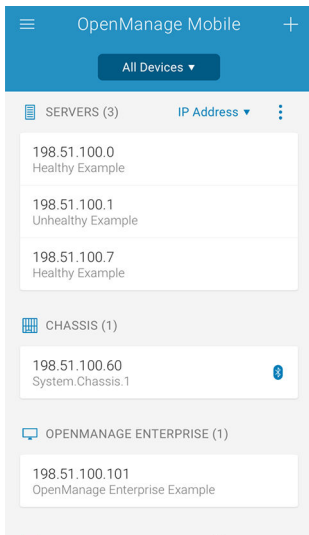 OpenManage Mobile
All Devices
SERVERS (3) IP Address
198.51.100.0
Healthy Example
198.51.100.1
Unhealthy Example
198.51.100.7
Healthy Example
CHASSIS (1)
198.51.100.60
System.Chassis.1
OPENMANAGE ENTERPRISE (1)
198.51.100.101
OpenManage Enterprise Example